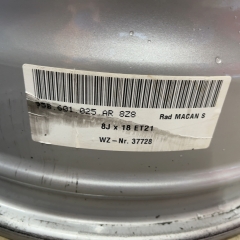 95B 601 025 AR 8Z8
Rad MACAN S
8J x 18 ET21
WZ-Nr. 37728